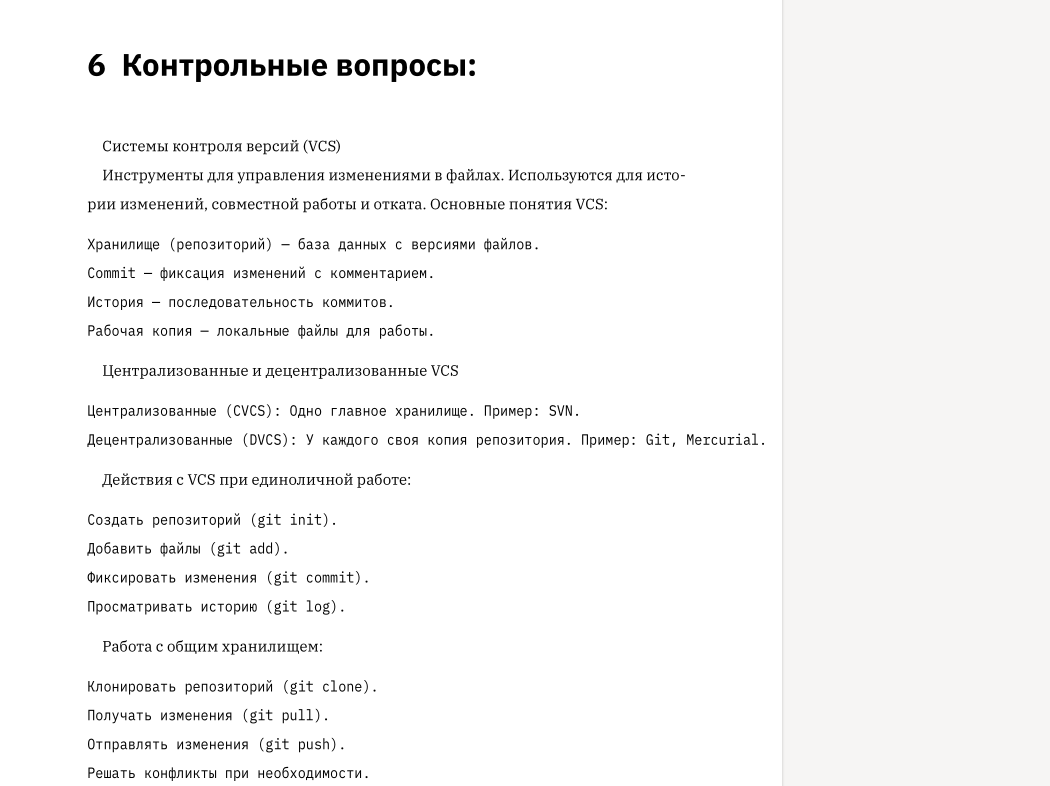 6 Контрольные вопросы:
Системы контроля версий (VCS)
Инструменты для управления изменениями в файлах. Используются для исто-
рии изменений, совместной работы и отката. Основные понятия VCS:
Хранилище (репозиторий) — база данных с версиями файлов.
Commit — фиксация изменений с комментарием.
История — последовательность коммитов.
Рабочая копия — локальные файлы для работы.
Централизованные и децентрализованные VCS
Централизованные (CVCS): Одно главное хранилище. Пример: SVN.
Децентрализованные (DVCS): У каждого своя копия репозитория. Пример: Git, Mercurial.
Действия с VCS при единоличной работе:
Создать репозиторий (git init).
Добавить файлы (git add).
Фиксировать изменения (git commit).
Просматривать историю (git log).
Работа с общим хранилищем:
Клонировать репозиторий (git clone).
Получать изменения (git pull).
Отправлять изменения (git push).
Решать конфликты при необходимости.